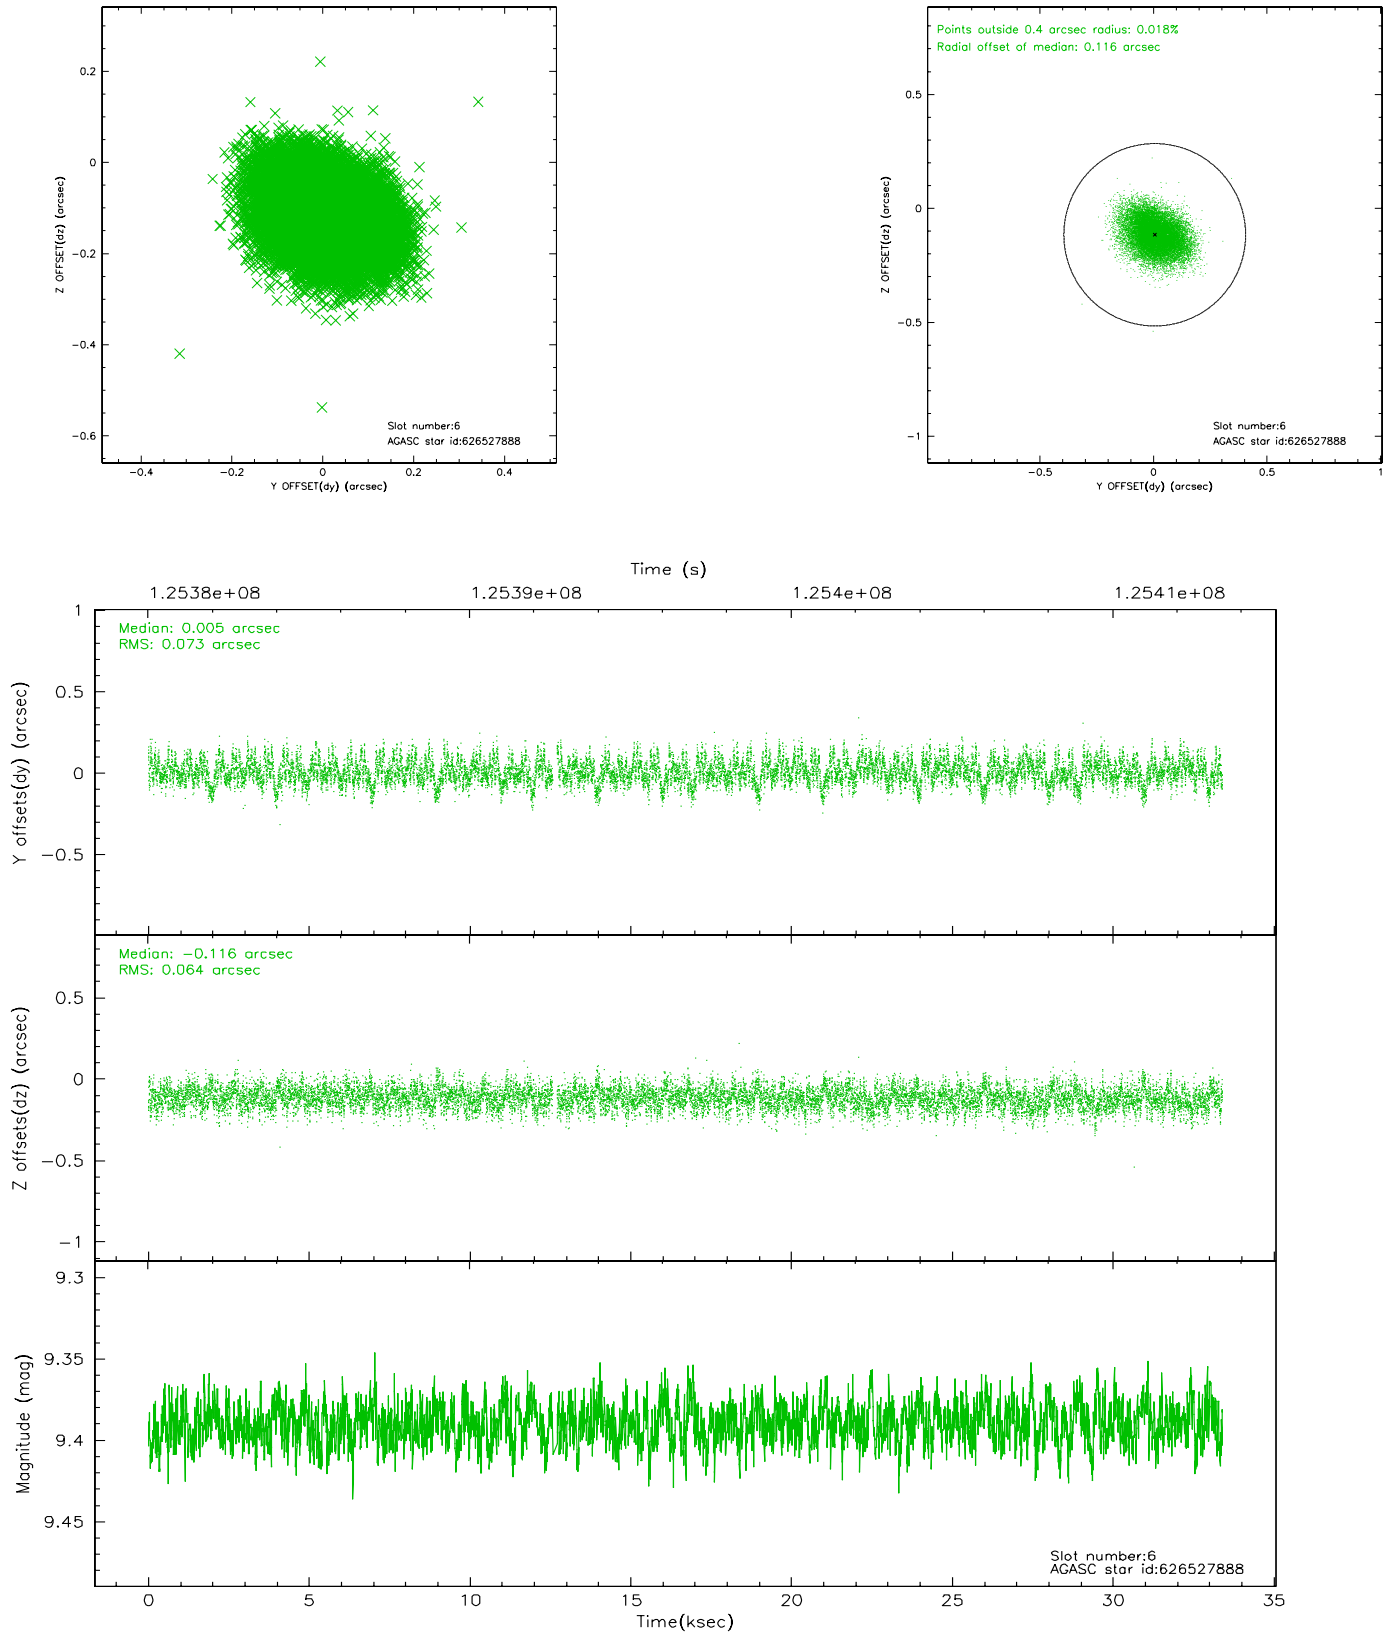 0.2
0
−0.2
−0.4
−0.6
Z OFFSET(dz) (arcsec)
Slot number:6
AGASC star id:626527888
−0.4
−0.2
0
0.2
0.4
Y OFFSET(dy) (arcsec)
Points outside 0.4 arcsec radius: 0.018%
Radial offset of median: 0.116 arcsec
0.5
0
−0.5
−1
Z OFFSET(dz) (arcsec)
Slot number:6
AGASC star id:626527888
−0.5
0
0.5
1
Y OFFSET(dy) (arcsec)
Time (s)
1.2538e+08
1.2539e+08
1.254e+08
1.2541e+08
Median: 0.005 arcsec
RMS: 0.073 arcsec
1
0.5
0
−0.5
Y offsets(dy) (arcsec)
Median: −0.116 arcsec
RMS: 0.064 arcsec
0.5
0
−0.5
−1
Z offsets(dz) (arcsec)
9.3
9.35
9.4
9.45
Magnitude (mag)
Slot number:6
AGASC star id:626527888
0
5
10
15
20
25
30
35
Time(ksec)